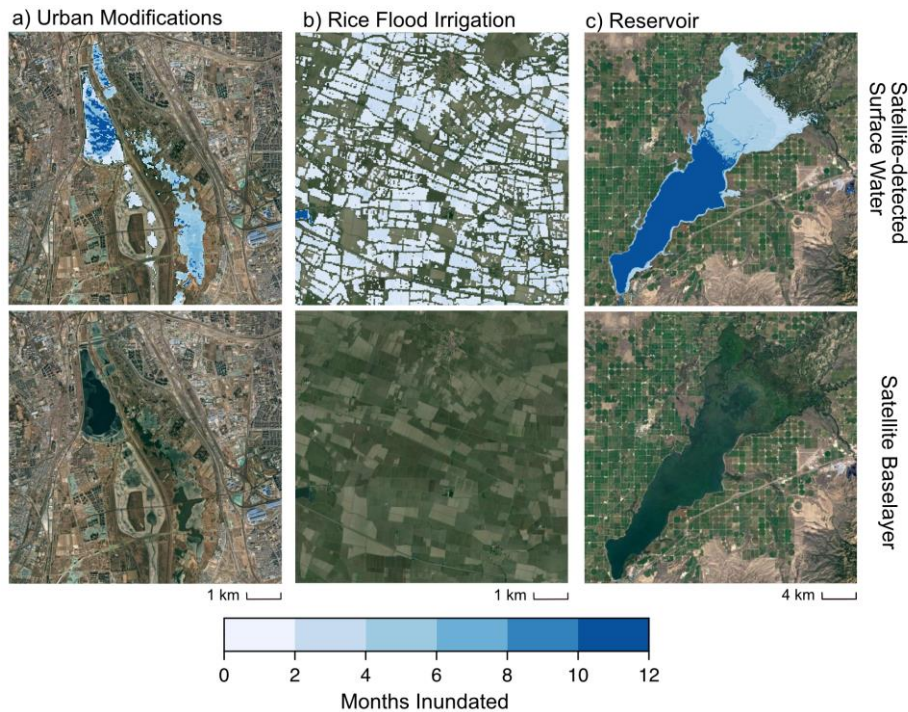 a) Urban Modifications
b) Rice Flood Irrigation
c) Reservoir
Satellite-detected
Surface Water
Satellite Baselayer
1 km
1 km
4 km
0 2 4 6 8 10 12
Months Inundated